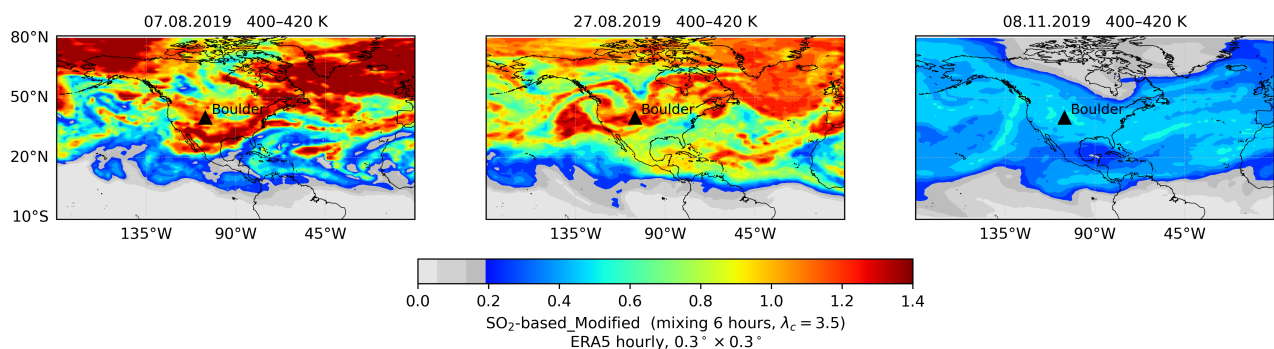 07.08.2019 400–420 K
27.08.2019 400–420 K
08.11.2019 400–420 K
80°N
50°N
20°N
10°S
Boulder
Boulder
Boulder
135°W 90°W 45°W
135°W 90°W 45°W
135°W 90°W 45°W
0.0 0.2 0.4 0.6 0.8 1.0 1.2 1.4
SO₂-based_Modified (mixing 6 hours, λc = 3.5)
ERA5 hourly, 0.3° × 0.3°